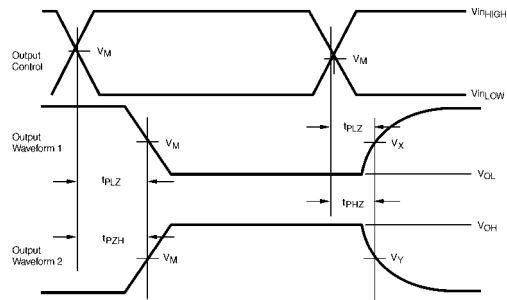 VinHIGH
Output
Control
VM
VM
VinLOW
tPLZ
Output
Waveform 1
VM
VX
tPLZ
VOL
tPHZ
VOH
tPZH
Output
Waveform 2
VM
VY